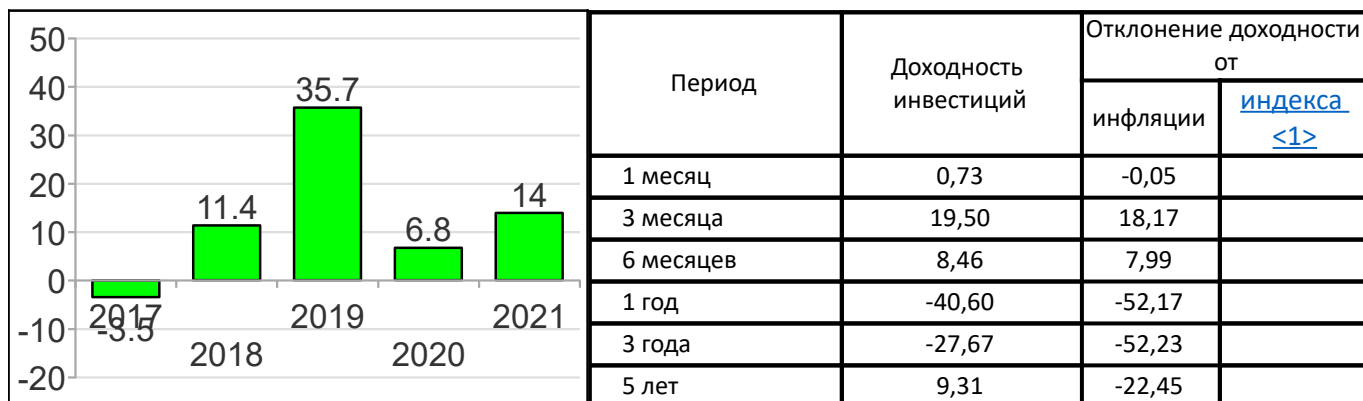 50
40
30
20
10
0
-10
-20
-3.5
11.4
35.7
6.8
14
2017
2018
2019
2020
2021
Период
Доходность
инвестиций
Отклонение доходности
от
инфляции
индекса
<1>
1 месяц 0,73 -0,05
3 месяца 19,50 18,17
6 месяцев 8,46 7,99
1 год -40,60 -52,17
3 года -27,67 -52,23
5 лет 9,31 -22,45